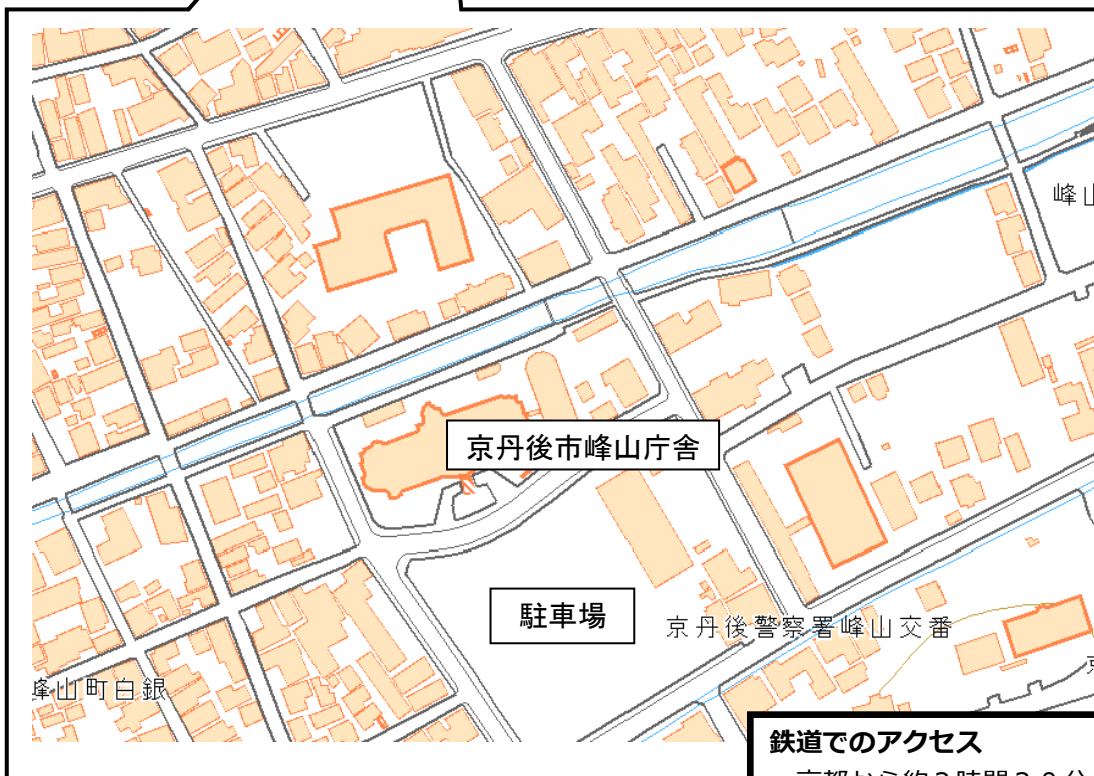 峰山
京丹後市峰山庁舎
駐車場
京丹後警察署峰山交番
峰山町白銀
鉄道でのアクセス